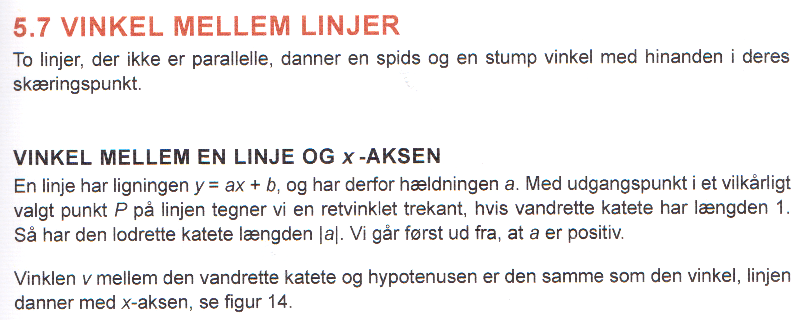 5.7 VINKEL MELLEM LINJER
To linjer, der ikke er parallelle, danner en spids og en stump vinkel med hinanden i deres
skæringspunkt.
VINKEL MELLEM EN LINJE OG x -AKSEN
En linje har ligningen y = ax + b, og har derfor hældningen a. Med udgangspunkt i et vilkårligt
valgt punkt P på linjen tegner vi en retvinklet trekant, hvis vandrette katete har længden 1.
Så har den lodrette katete længden |a|. Vi går først ud fra, at a er positiv.
Vinklen v mellem den vandrette katete og hypotenusen er den samme som den vinkel, linjen
danner med x-aksen, se figur 14.